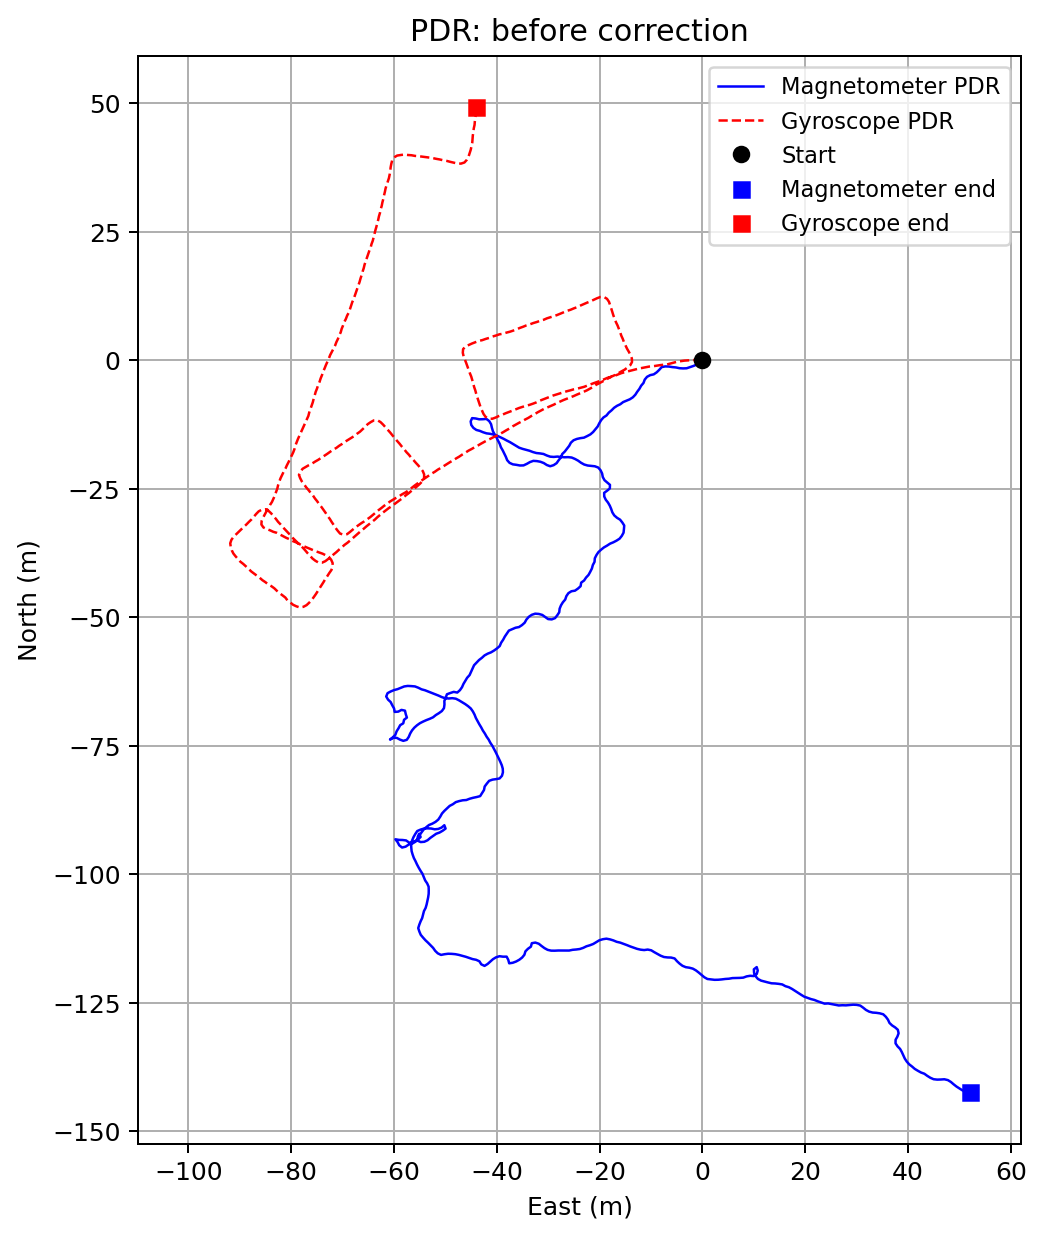 PDR: before correction
Magnetometer PDR
Gyroscope PDR
Start
Magnetometer end
Gyroscope end
50
25
0
−25
−50
−75
−100
−125
−150
North (m)
−100 −80 −60 −40 −20 0 20 40 60
East (m)